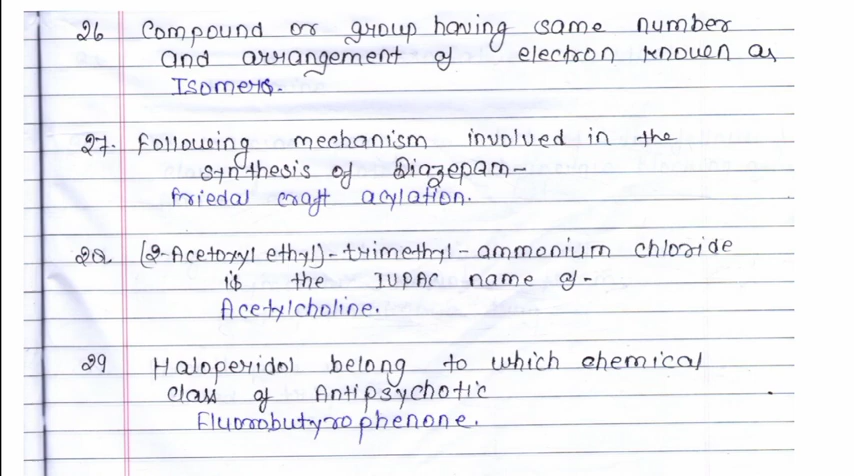 26 Compound or group having same number
and arrangement of electron knowen as
Isomers.
27. Following mechanism involved in the
synthesis of Diazepam-
Friedal craft acylation.
28. (2-Acetoxyl ethyl)-trimethyl-ammonium chloride
is the IUPAC name of-
Acetylcholine.
29 Haloperidol belong to which chemical
class of Antipsychotic
Fluorobutyrophenone.